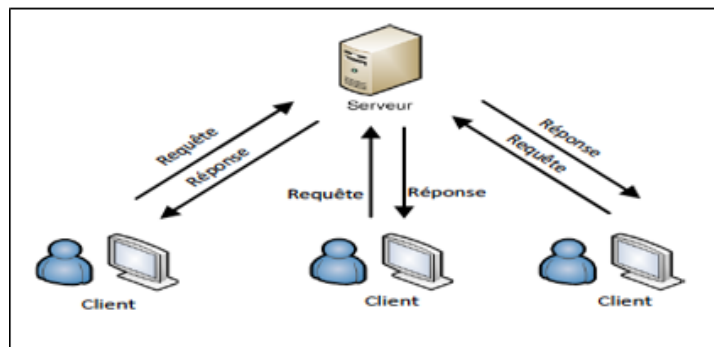 Serveur
Requête
Réponse
Requête
Réponse
Réponse
Requête
Client
Client
Client